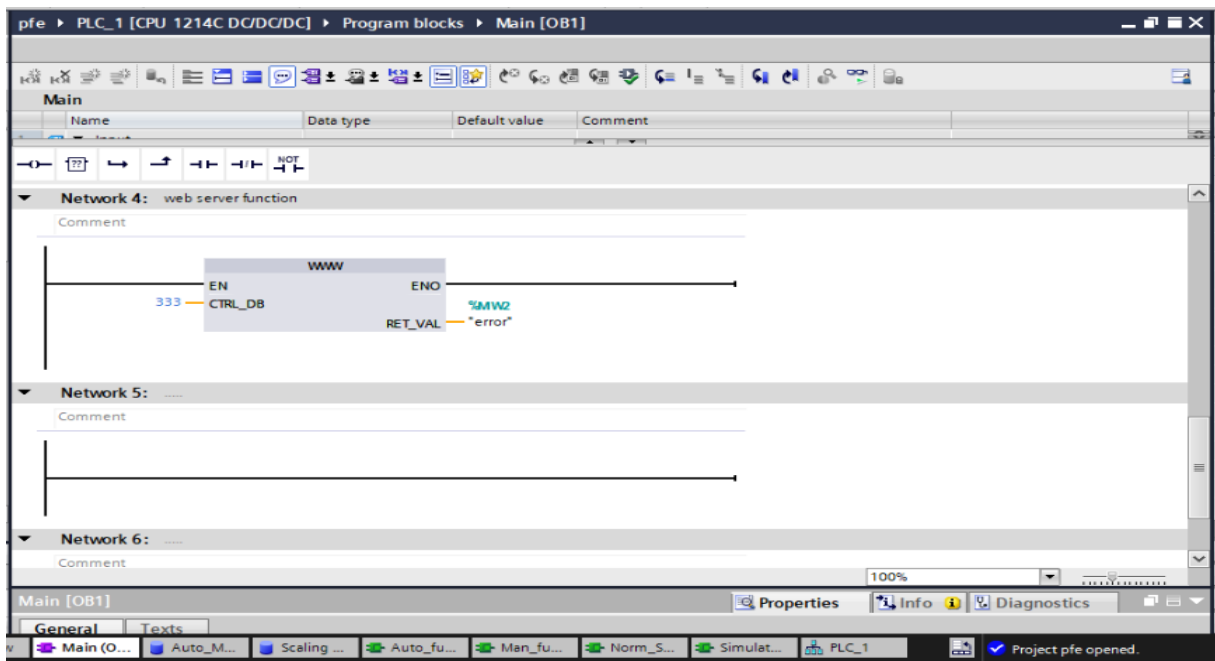 pfe ▸ PLC_1 [CPU 1214C DC/DC/DC] ▸ Program blocks ▸ Main [OB1]
Main
Name Data type Default value Comment
?? NOT
Network 4: web server function
Comment
WWW
EN ENO
333 CTRL_DB
%MW2
RET_VAL "error"
Network 5: .....
Comment
Network 6: .....
Comment
100%
Main [OB1] Properties Info Diagnostics
General Texts
Main (O... Auto_M... Scaling ... Auto_fu... Man_fu... Norm_S... Simulat... PLC_1 Project pfe opened.